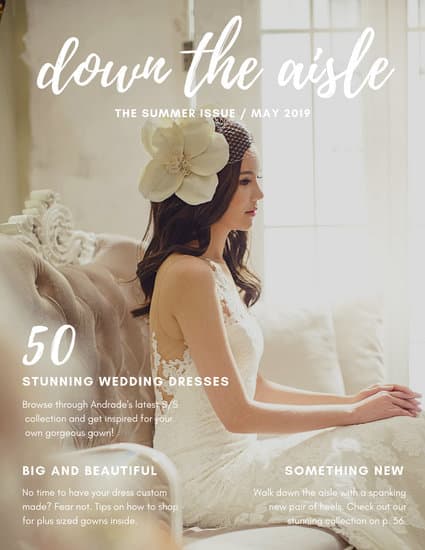 down the aisle
THE SUMMER ISSUE / MAY 2019
50
STUNNING WEDDING DRESSES
Browse through Andrade's latest S/S
collection and get inspired for your
own gorgeous gown!
BIG AND BEAUTIFUL
No time to have your dress custom
made? Fear not. Tips on how to shop
for plus sized gowns inside.
SOMETHING NEW
Walk down the aisle with a spanking
new pair of heels. Check out our
stunning collection on p. 56.